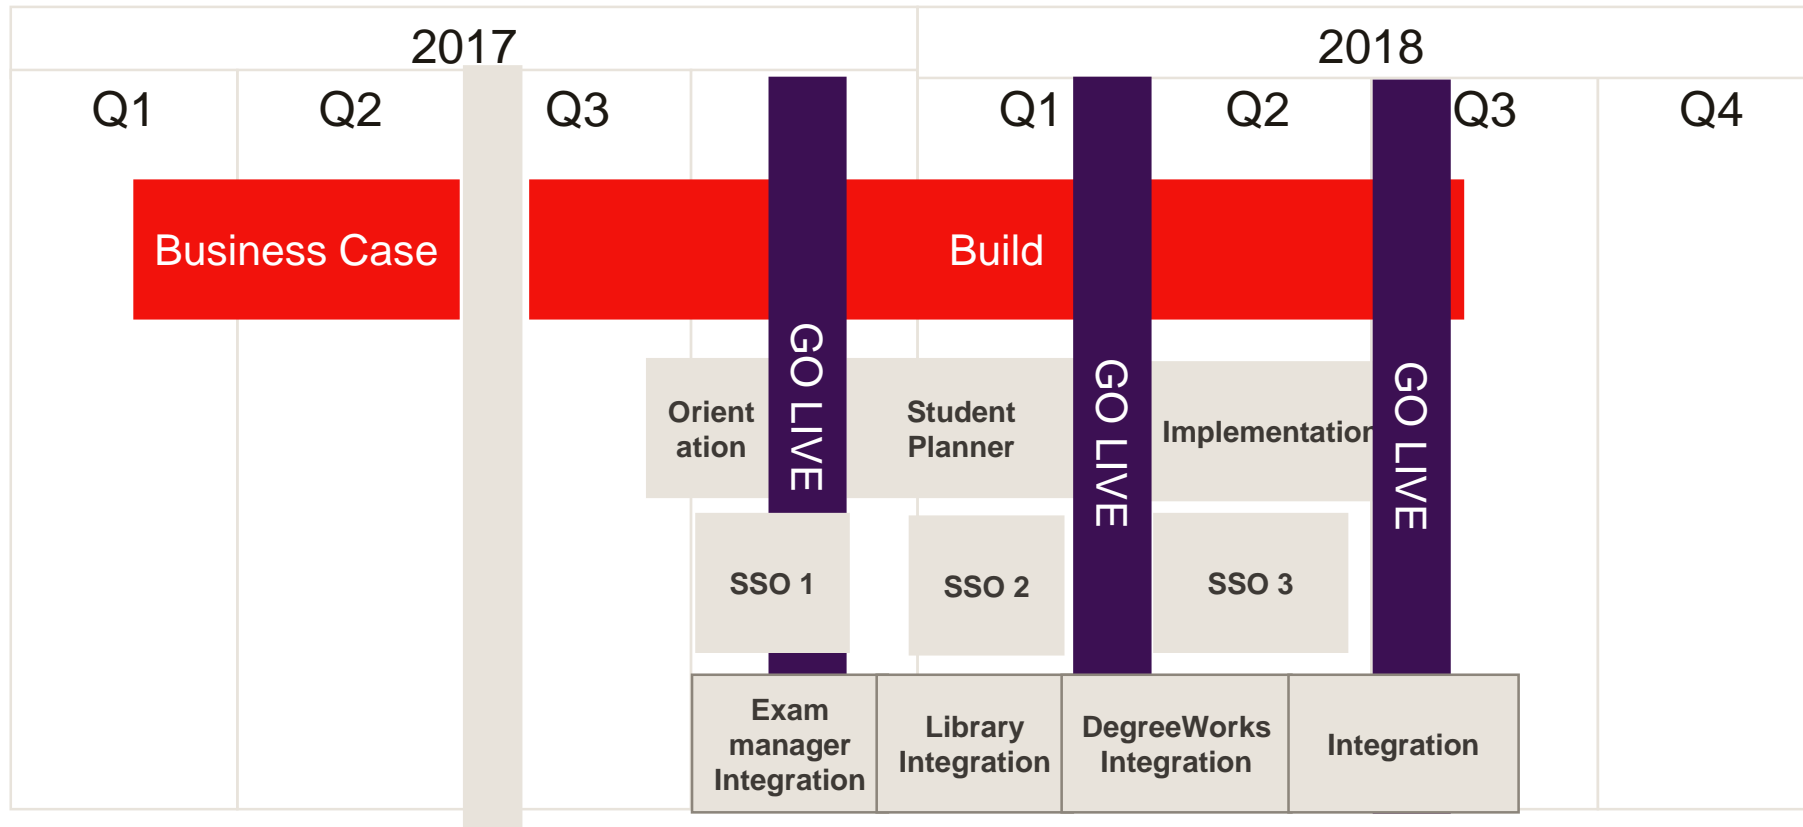 2017
2018
Q1
Q2
Q3
Q1
Q2
Q3
Q4
Business Case
Build
GO LIVE
GO LIVE
GO LIVE
Orient
ation
Student
Planner
Implementation
SSO 1
SSO 2
SSO 3
Exam
manager
Integration
Library
Integration
DegreeWorks
Integration
Integration